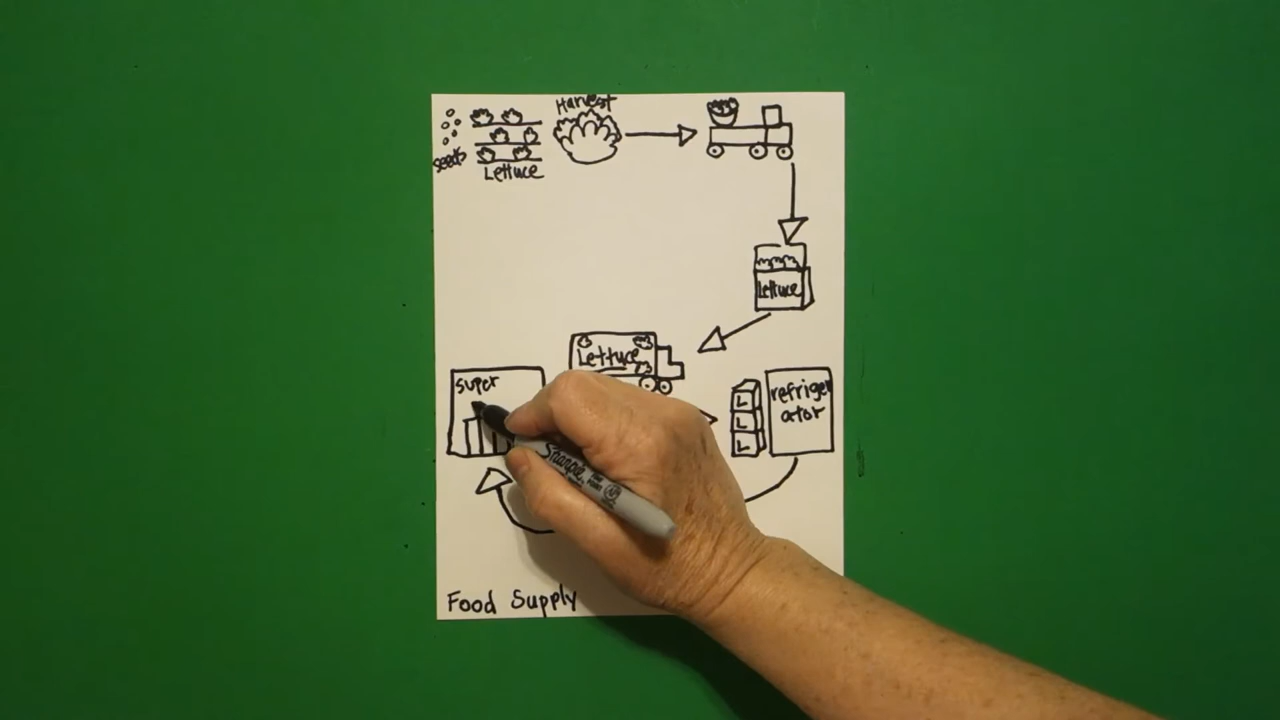 Harvest
seeds
Lettuce
Lettuce
Lettuce
super
L
L
L
refriger
ator
Sharpie
Food Supply